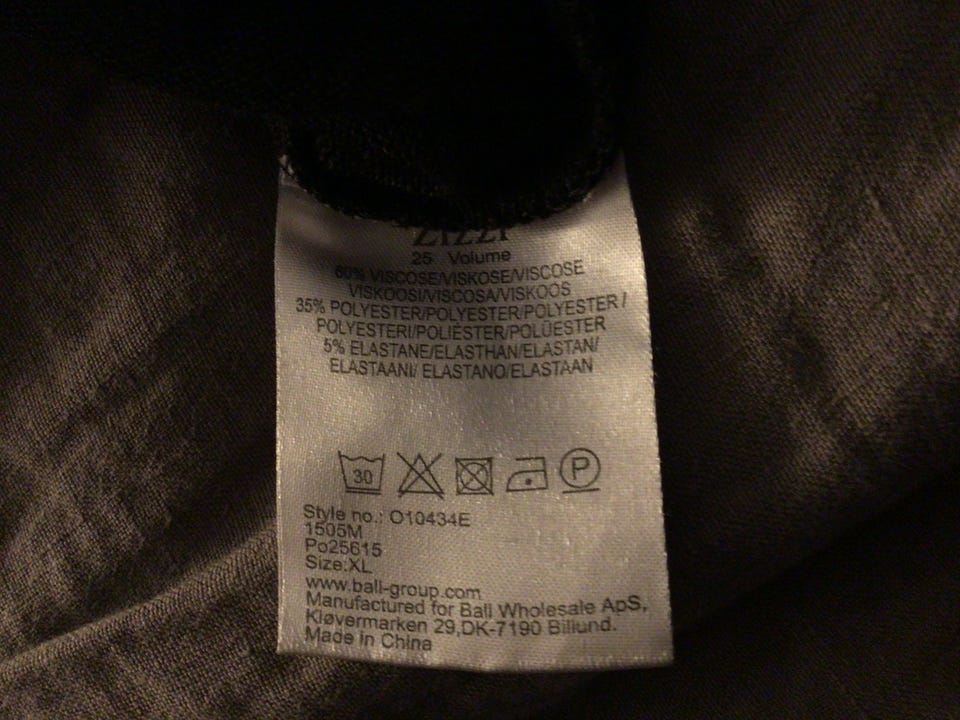 ZIZZI
25 Volume
60% VISCOSE/VISKOSE/VISCOSE
VISKOOSI/VISCOSA/VISKOOS
35% POLYESTER/POLYESTER/POLYESTER/
POLYESTERI/POLIÉSTER/POLÜESTER
5% ELASTANE/ELASTHAN/ELASTAN/
ELASTAANI/ ELASTANO/ELASTAAN
30 P
Style no.: O10434E
1505M
Po25615
Size:XL
www.ball-group.com
Manufactured for Ball Wholesale ApS,
Kløvermarken 29,DK-7190 Billund.
Made in China